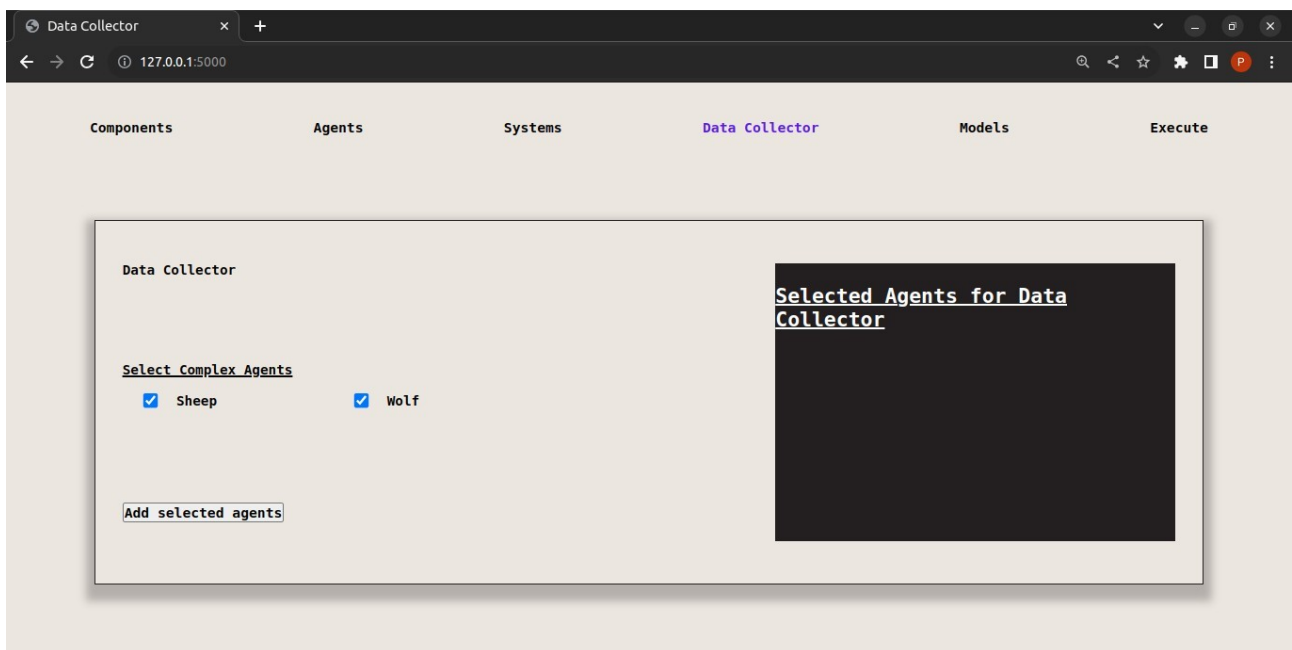 Data Collector
127.0.0.1:5000
P
Components Agents Systems Data Collector Models Execute
Data Collector
Select Complex Agents
Sheep Wolf
Add selected agents
Selected Agents for Data
Collector